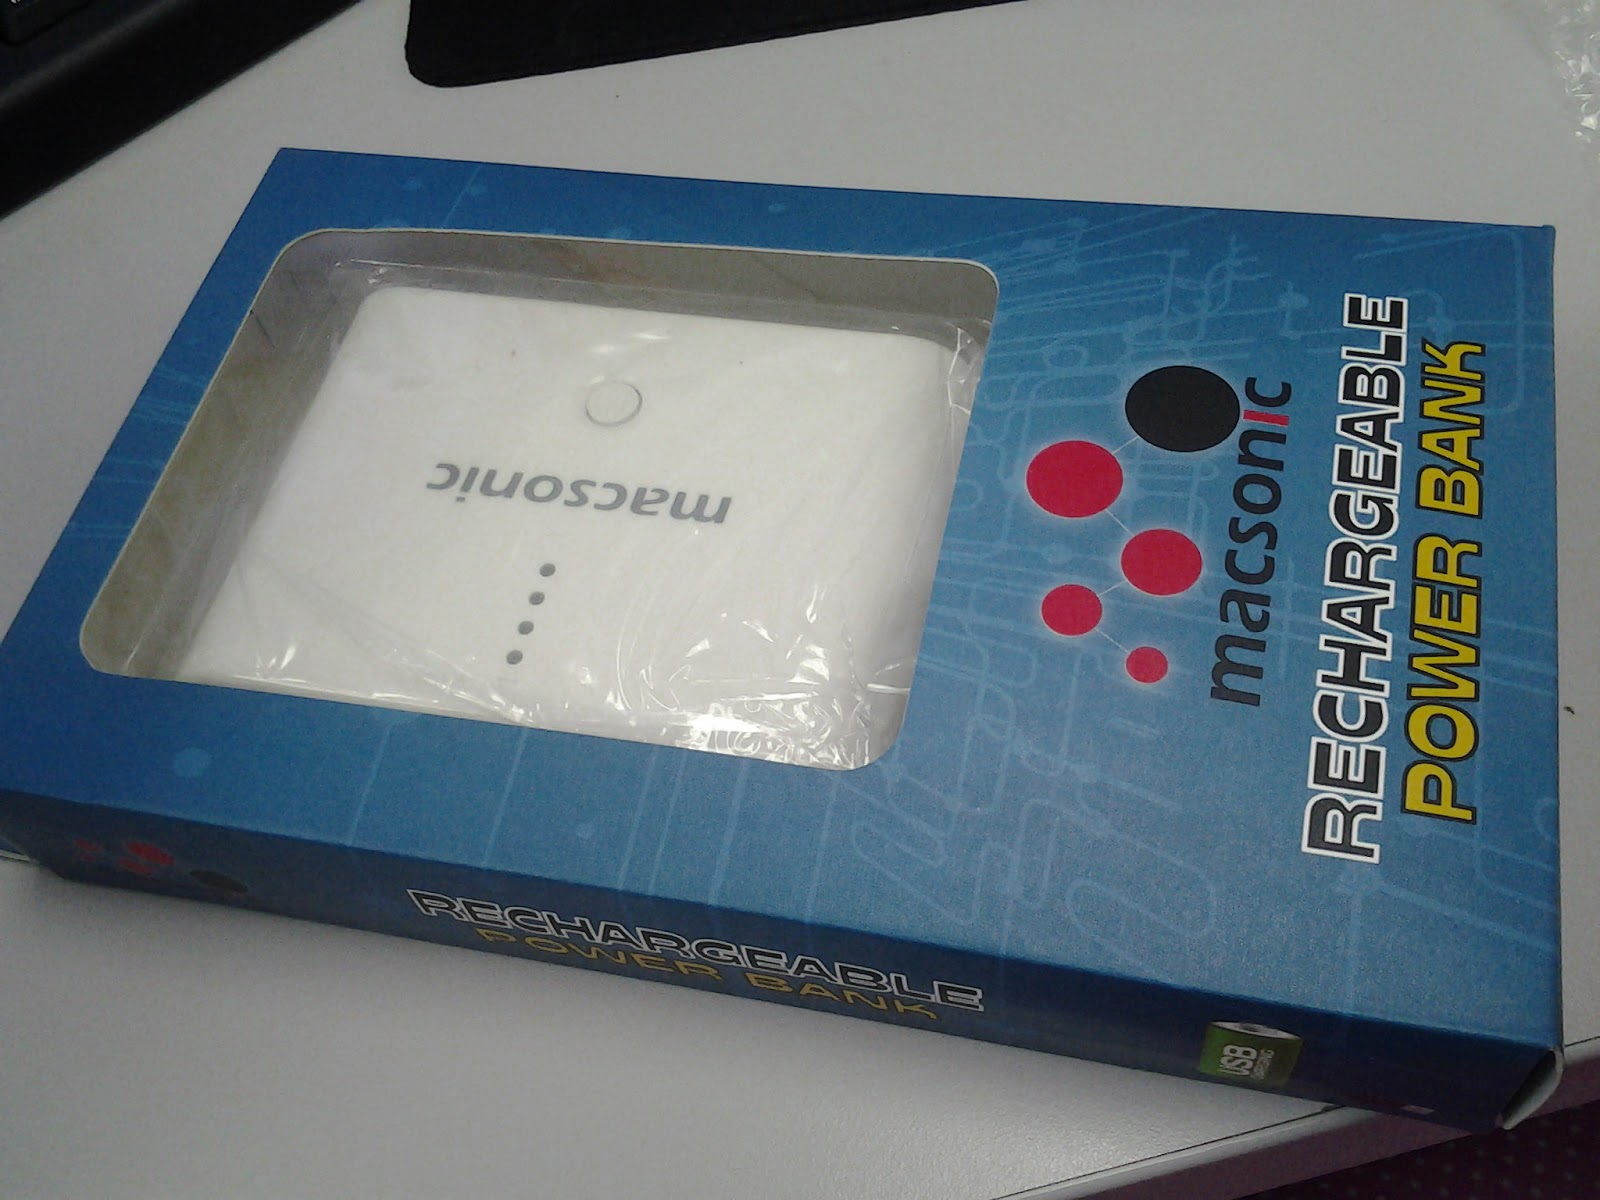 macsonic
macsonic
RECHARGEABLE
POWER BANK
RECHARGEABLE
POWER BANK
USB